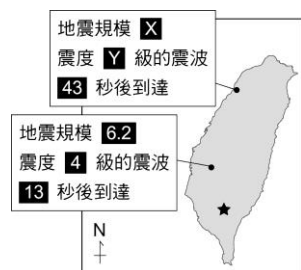 地震規模 X
震度 Y 級的震波
43 秒後到達
地震規模 6.2
震度 4 級的震波
13 秒後到達
N